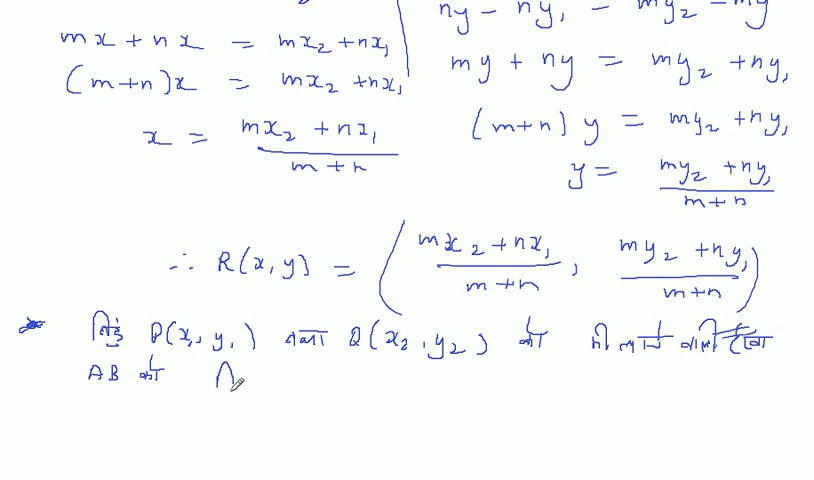 ny - ny₁ = my₂ - my
mx + nx = mx₂ + nx₁
(m+n)x = mx₂ + nx₁
x = (mx₂ + nx₁)/(m+n)
my + ny = my₂ + ny₁
(m+n) y = my₂ + ny₁
y = (my₂ + ny₁)/(m+n)
∴ R(x, y) = ( (mx₂ + nx₁)/(m+n) , (my₂ + ny₁)/(m+n) )
* बिंदु P(x₁, y₁) तथा Q(x₂, y₂) को मिलाने वाली रेखा
AB को